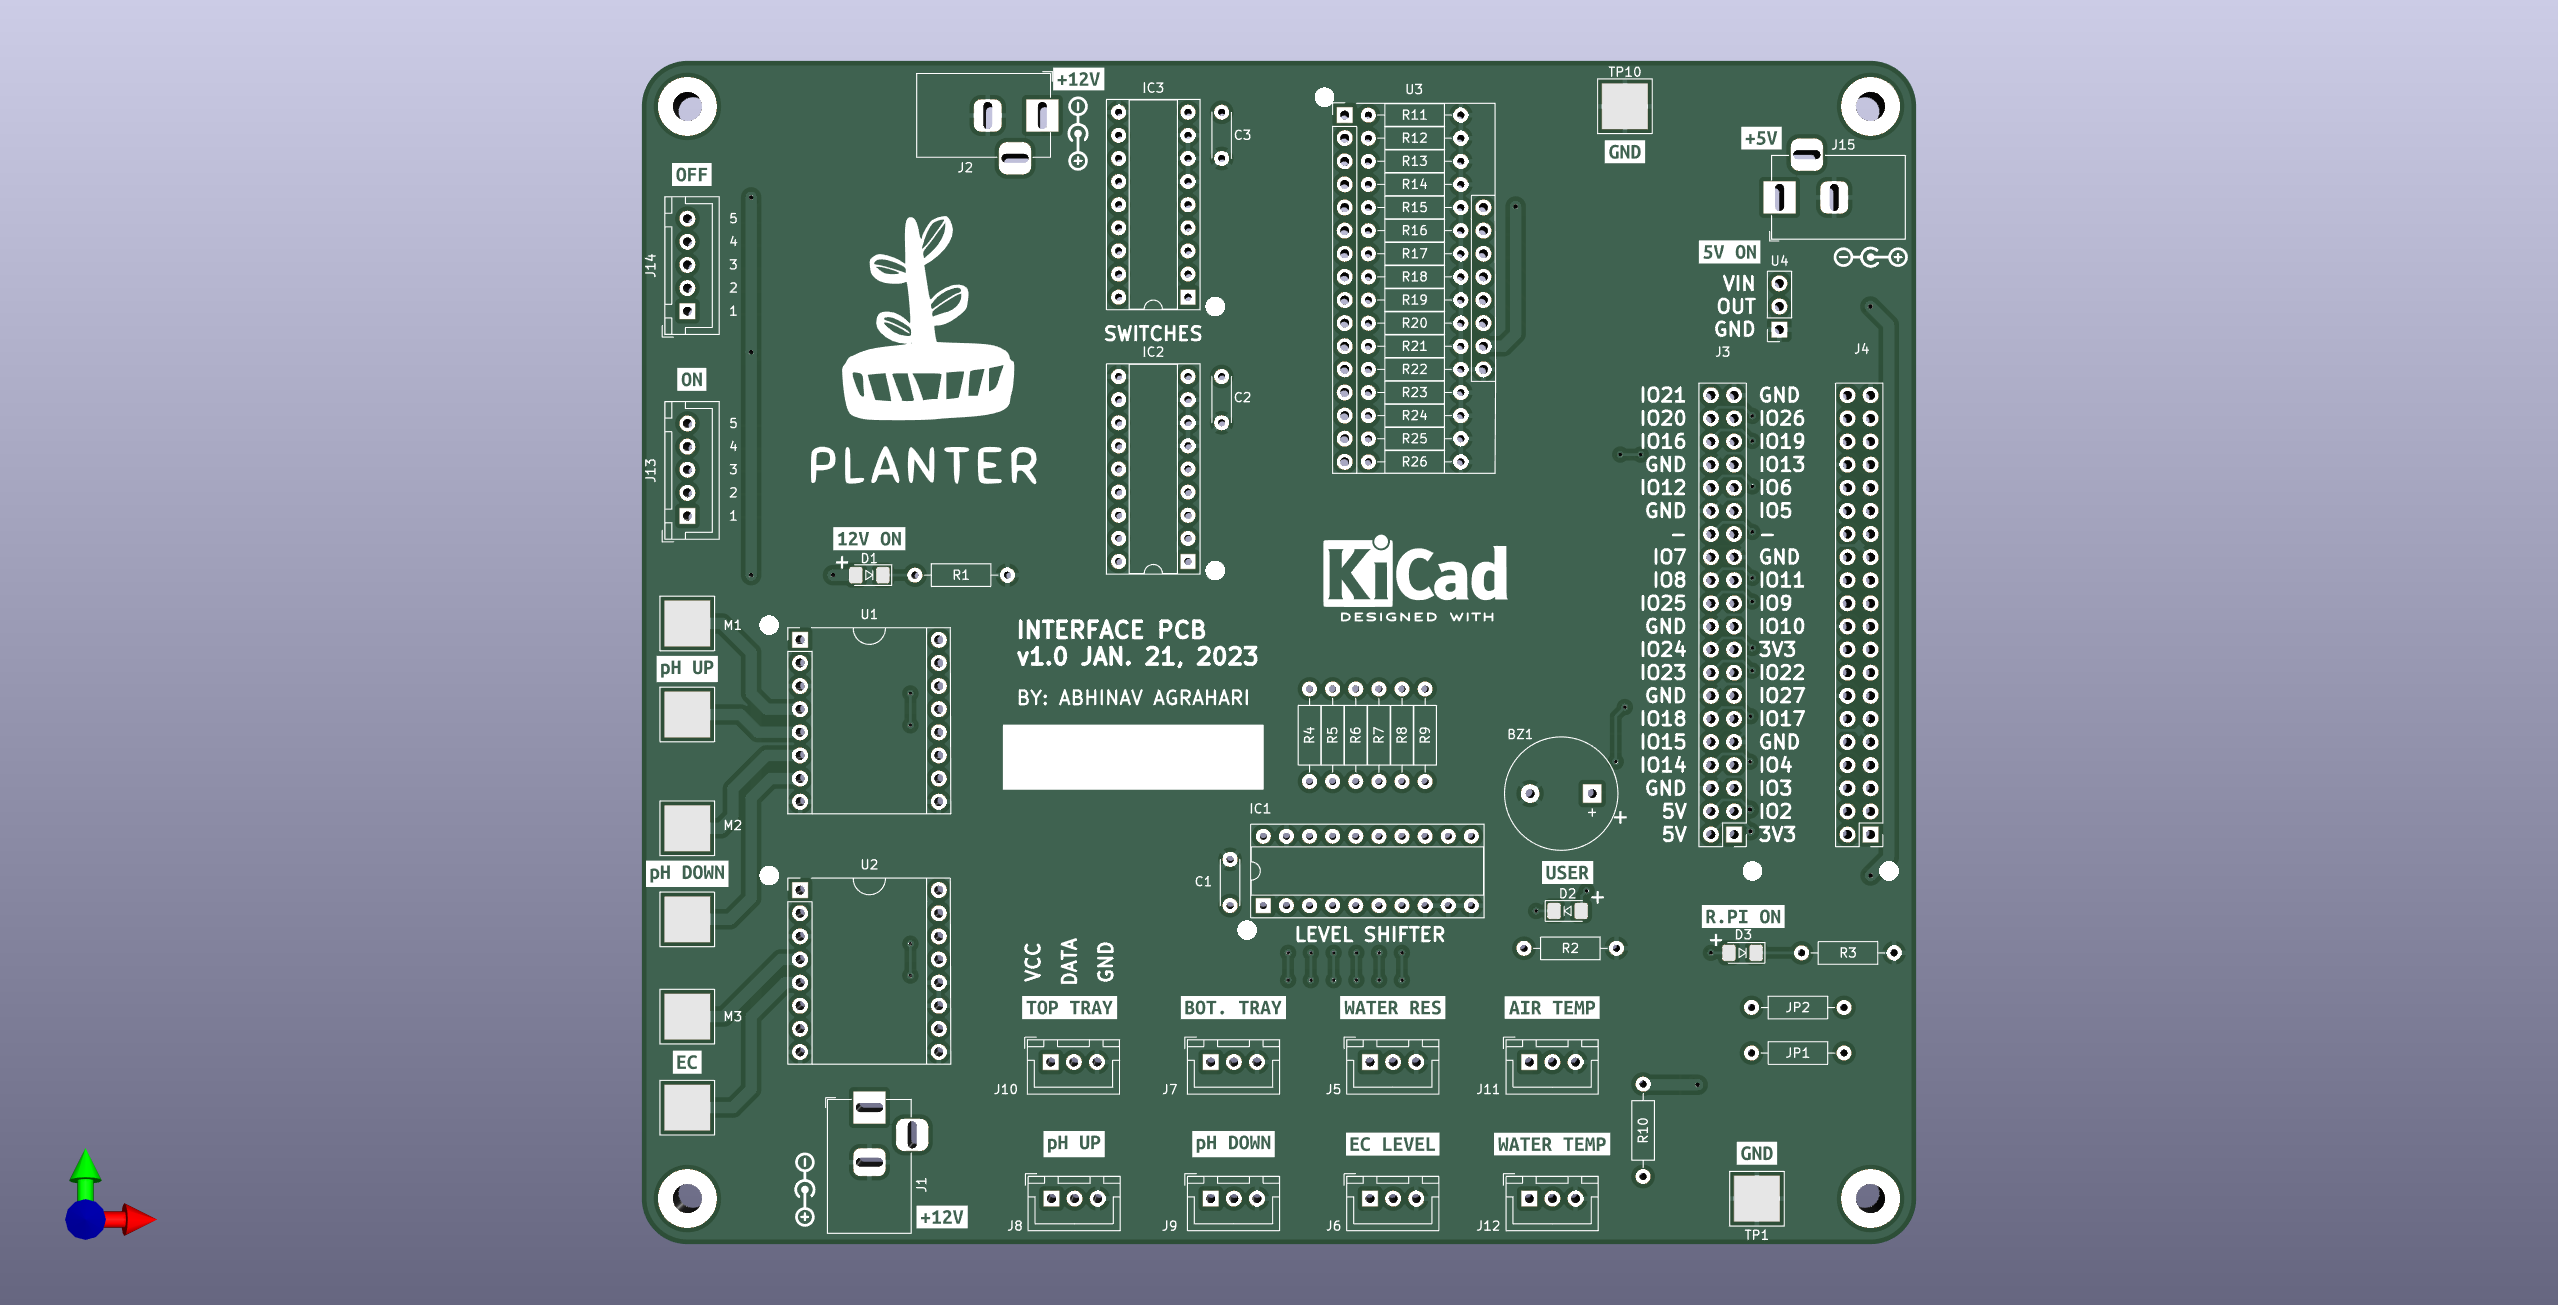 +12V
J2
IC3
C3
U3
R11
R12
R13
R14
R15
R16
R17
R18
R19
R20
R21
R22
R23
R24
R25
R26
TP10
GND
+5V
J15
OFF
J14
5
4
3
2
1
ON
J13
5
4
3
2
1
PLANTER
SWITCHES
IC2
C2
5V ON
U4
VIN
OUT
GND
J3
J4
IO21 GND
IO20 IO26
IO16 IO19
GND IO13
IO12 IO6
GND IO5
- -
IO7 GND
IO8 IO11
IO25 IO9
GND IO10
IO24 3V3
IO23 IO22
GND IO27
IO18 IO17
IO15 GND
IO14 IO4
GND IO3
5V IO2
5V 3V3
12V ON
+
D1
R1
KiCad
DESIGNED WITH
INTERFACE PCB
v1.0 JAN. 21, 2023
BY: ABHINAV AGRAHARI
U1
M1
pH UP
M2
pH DOWN
U2
M3
EC
R4
R5
R6
R7
R8
R9
BZ1
+
+
IC1
C1
LEVEL SHIFTER
USER
D2
+
R2
R.PI ON
+
D3
R3
JP2
JP1
VCC
DATA
GND
TOP TRAY
BOT. TRAY
WATER RES
AIR TEMP
J10
J7
J5
J11
pH UP
pH DOWN
EC LEVEL
WATER TEMP
J8
J9
J6
J12
J1
+12V
R10
GND
TP1